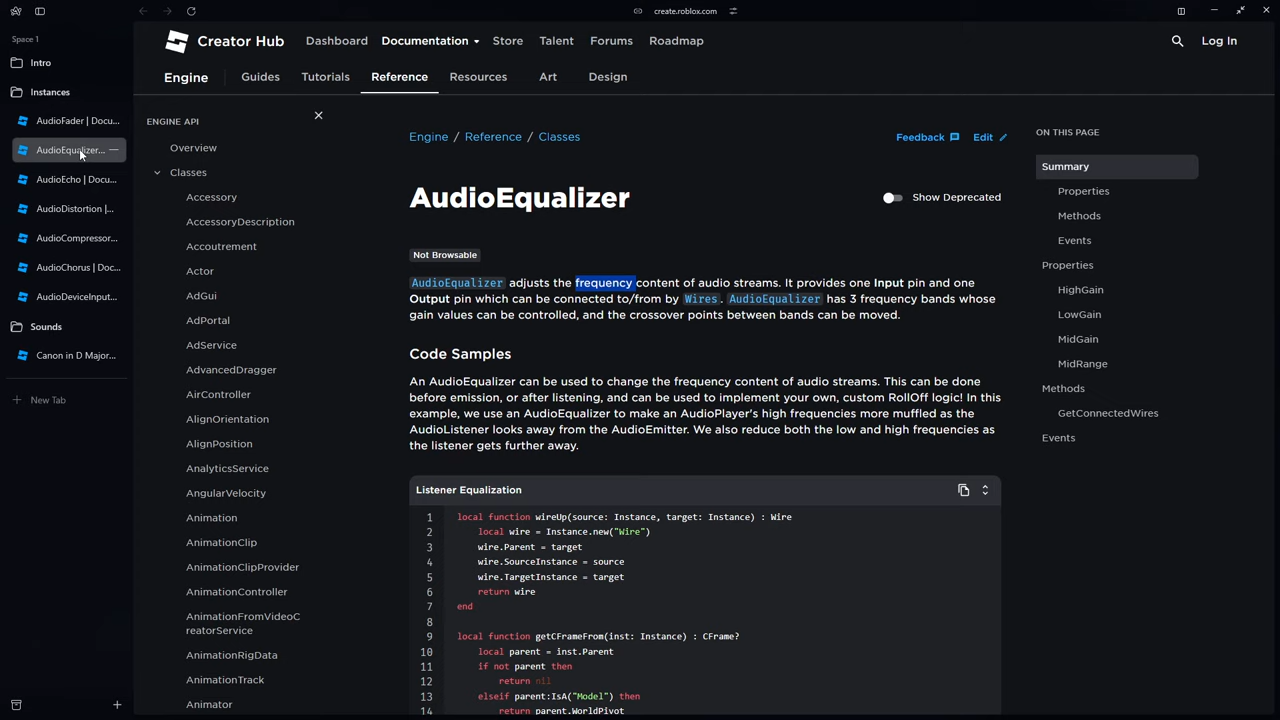 create.roblox.com
Space 1
Intro
Instances
AudioFader | Docu...
AudioEqualizer...
AudioEcho | Docu...
AudioDistortion |...
AudioCompressor...
AudioChorus | Doc...
AudioDeviceInput...
Sounds
Canon in D Major...
New Tab
Creator Hub
Dashboard
Documentation
Store
Talent
Forums
Roadmap
Log In
Engine
Guides
Tutorials
Reference
Resources
Art
Design
ENGINE API
Overview
Classes
Accessory
AccessoryDescription
Accoutrement
Actor
AdGui
AdPortal
AdService
AdvancedDragger
AirController
AlignOrientation
AlignPosition
AnalyticsService
AngularVelocity
Animation
AnimationClip
AnimationClipProvider
AnimationController
AnimationFromVideoC
reatorService
AnimationRigData
AnimationTrack
Animator
Engine / Reference / Classes
Feedback
Edit
AudioEqualizer
Show Deprecated
Not Browsable
AudioEqualizer adjusts the frequency content of audio streams. It provides one Input pin and one
Output pin which can be connected to/from by Wires. AudioEqualizer has 3 frequency bands whose
gain values can be controlled, and the crossover points between bands can be moved.
Code Samples
An AudioEqualizer can be used to change the frequency content of audio streams. This can be done
before emission, or after listening, and can be used to implement your own, custom RollOff logic! In this
example, we use an AudioEqualizer to make an AudioPlayer's high frequencies more muffled as the
AudioListener looks away from the AudioEmitter. We also reduce both the low and high frequencies as
the listener gets further away.
Listener Equalization
1 local function wireUp(source: Instance, target: Instance) : Wire
2 local wire = Instance.new("Wire")
3 wire.Parent = target
4 wire.SourceInstance = source
5 wire.TargetInstance = target
6 return wire
7 end
8
9 local function getCFrameFrom(inst: Instance) : CFrame?
10 local parent = inst.Parent
11 if not parent then
12 return nil
13 elseif parent:IsA("Model") then
14 return parent.WorldPivot
ON THIS PAGE
Summary
Properties
Methods
Events
Properties
HighGain
LowGain
MidGain
MidRange
Methods
GetConnectedWires
Events